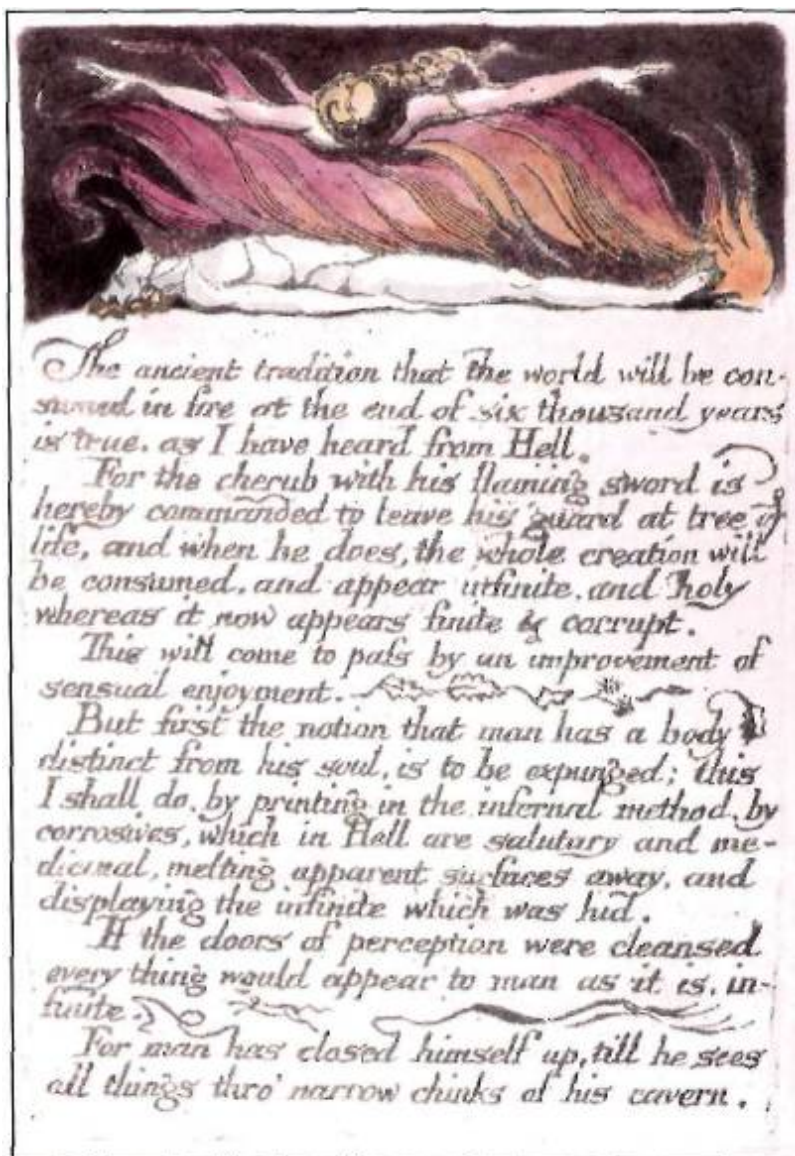 The ancient tradition that the world will be con-
sumed in fire at the end of six thousand years
is true. as I have heard from Hell.
For the cherub with his flaming sword is
hereby commanded to leave his guard at tree of
life, and when he does, the whole creation will
be consumed. and appear infinite. and holy
whereas it now appears finite & corrupt.
This will come to paſs by an improvement of
sensual enjoyment.
But first the notion that man has a body
distinct from his soul, is to be expunged; this
I shall do. by printing in the infernal method. by
corrosives, which in Hell are salutary and me-
dicinal, melting apparent surfaces away, and
displaying the infinite which was hid.
If the doors of perception were cleansed
every thing would appear to man as it is. in-
finite.
For man has closed himself up, till he sees
all things thro' narrow chinks of his cavern.